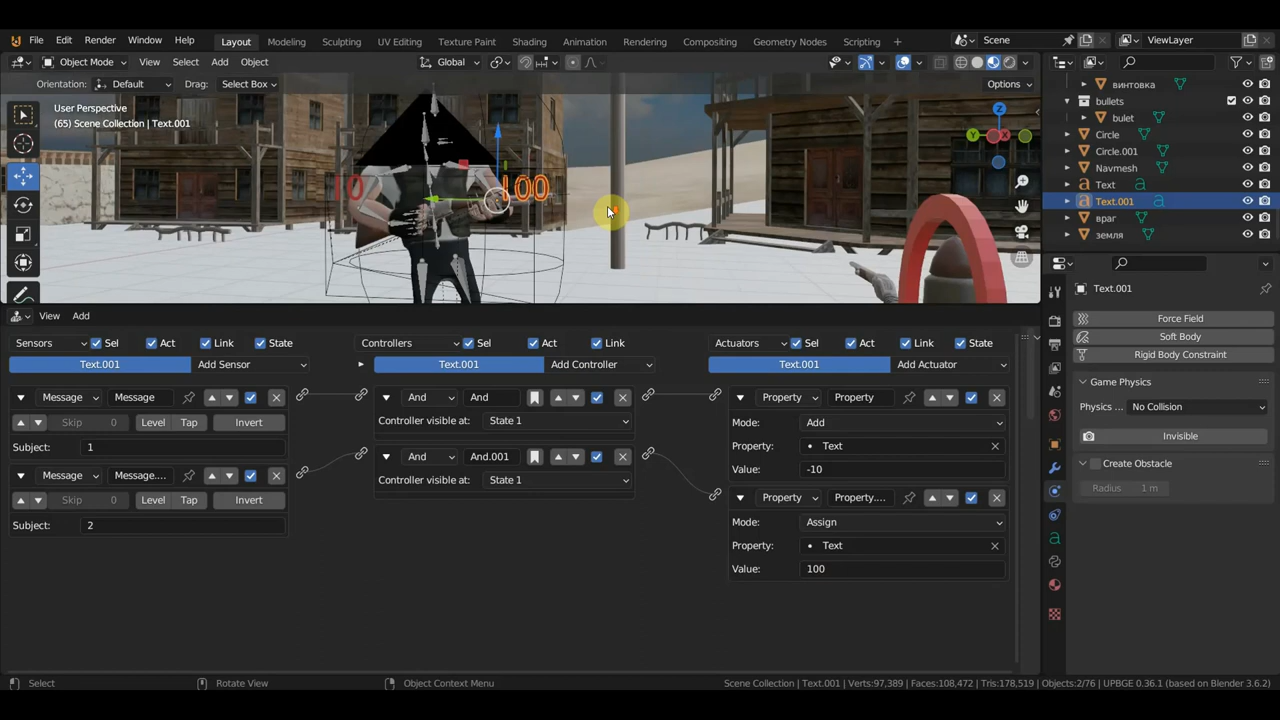 File Edit Render Window Help Layout Modeling Sculpting UV Editing Texture Paint Shading Animation Rendering Compositing Geometry Nodes Scripting + Scene ViewLayer
Object Mode View Select Add Object Global
Orientation: Default Drag: Select Box Options
User Perspective
(65) Scene Collection | Text.001
10 100
Z
Y
винтовка
bullets
bulet
Circle
Circle.001
Navmesh
Text
Text.001
враг
земля
View Add
Sensors Sel Act Link State Controllers Sel Act Link Actuators Sel Act Link State
Text.001 Add Sensor Text.001 Add Controller Text.001 Add Actuator
Message Message And And Property Property
Skip 0 Level Tap Invert Controller visible at: State 1 Mode: Add
Subject: 1 Property: Text
Message Message.... And And.001 Value: -10
Skip 0 Level Tap Invert Controller visible at: State 1 Property Property....
Subject: 2 Mode: Assign
Property: Text
Value: 100
Text.001
Force Field
Soft Body
Rigid Body Constraint
Game Physics
Physics ... No Collision
Invisible
Create Obstacle
Radius 1 m
Select Rotate View Object Context Menu Scene Collection | Text.001 | Verts:97,389 | Faces:108,472 | Tris:178,519 | Objects:2/76 | UPBGE 0.36.1 (based on Blender 3.6.2)